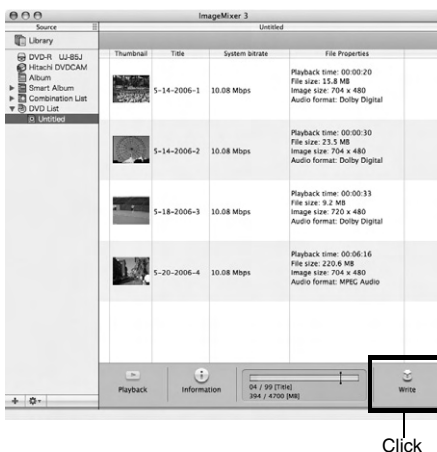 ImageMixer 3
Source
Untitled
Library
DVD-R UJ-85J
Hitachi DVDCAM
Album
Smart Album
Combination List
DVD List
Untitled
Thumbnail Title System bitrate File Properties
5-14-2006-1 10.08 Mbps
Playback time: 00:00:20
File size: 15.8 MB
Image size: 704 x 480
Audio format: Dolby Digital
5-14-2006-2 10.08 Mbps
Playback time: 00:00:30
File size: 23.5 MB
Image size: 704 x 480
Audio format: Dolby Digital
5-18-2006-3 10.08 Mbps
Playback time: 00:00:33
File size: 9.2 MB
Image size: 720 x 480
Audio format: Dolby Digital
5-20-2006-4 10.08 Mbps
Playback time: 00:06:16
File size: 220.6 MB
Image size: 704 x 480
Audio format: MPEG Audio
Playback
Information
04 / 99 [Title]
394 / 4700 [MB]
Write
Click